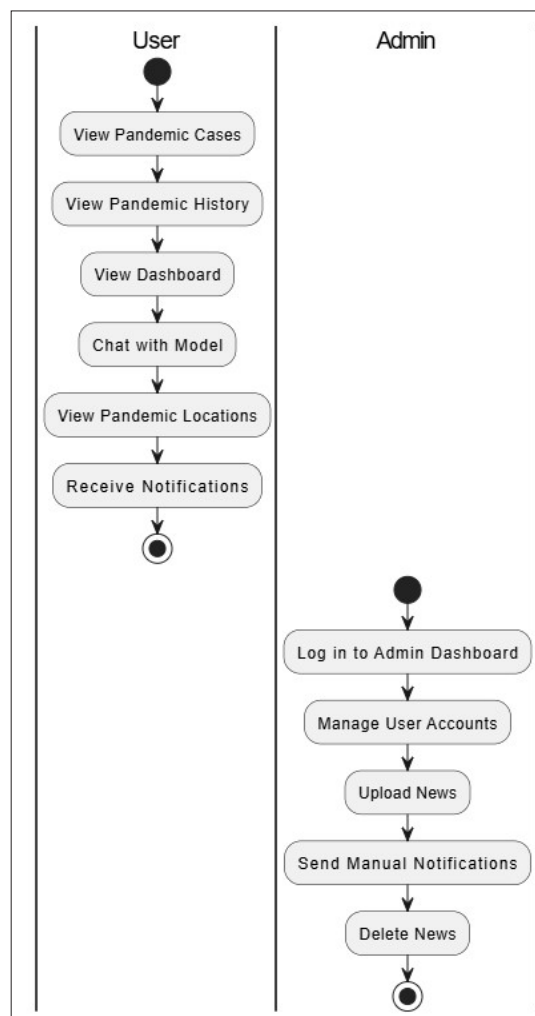 User
Admin
View Pandemic Cases
View Pandemic History
View Dashboard
Chat with Model
View Pandemic Locations
Receive Notifications
Log in to Admin Dashboard
Manage User Accounts
Upload News
Send Manual Notifications
Delete News